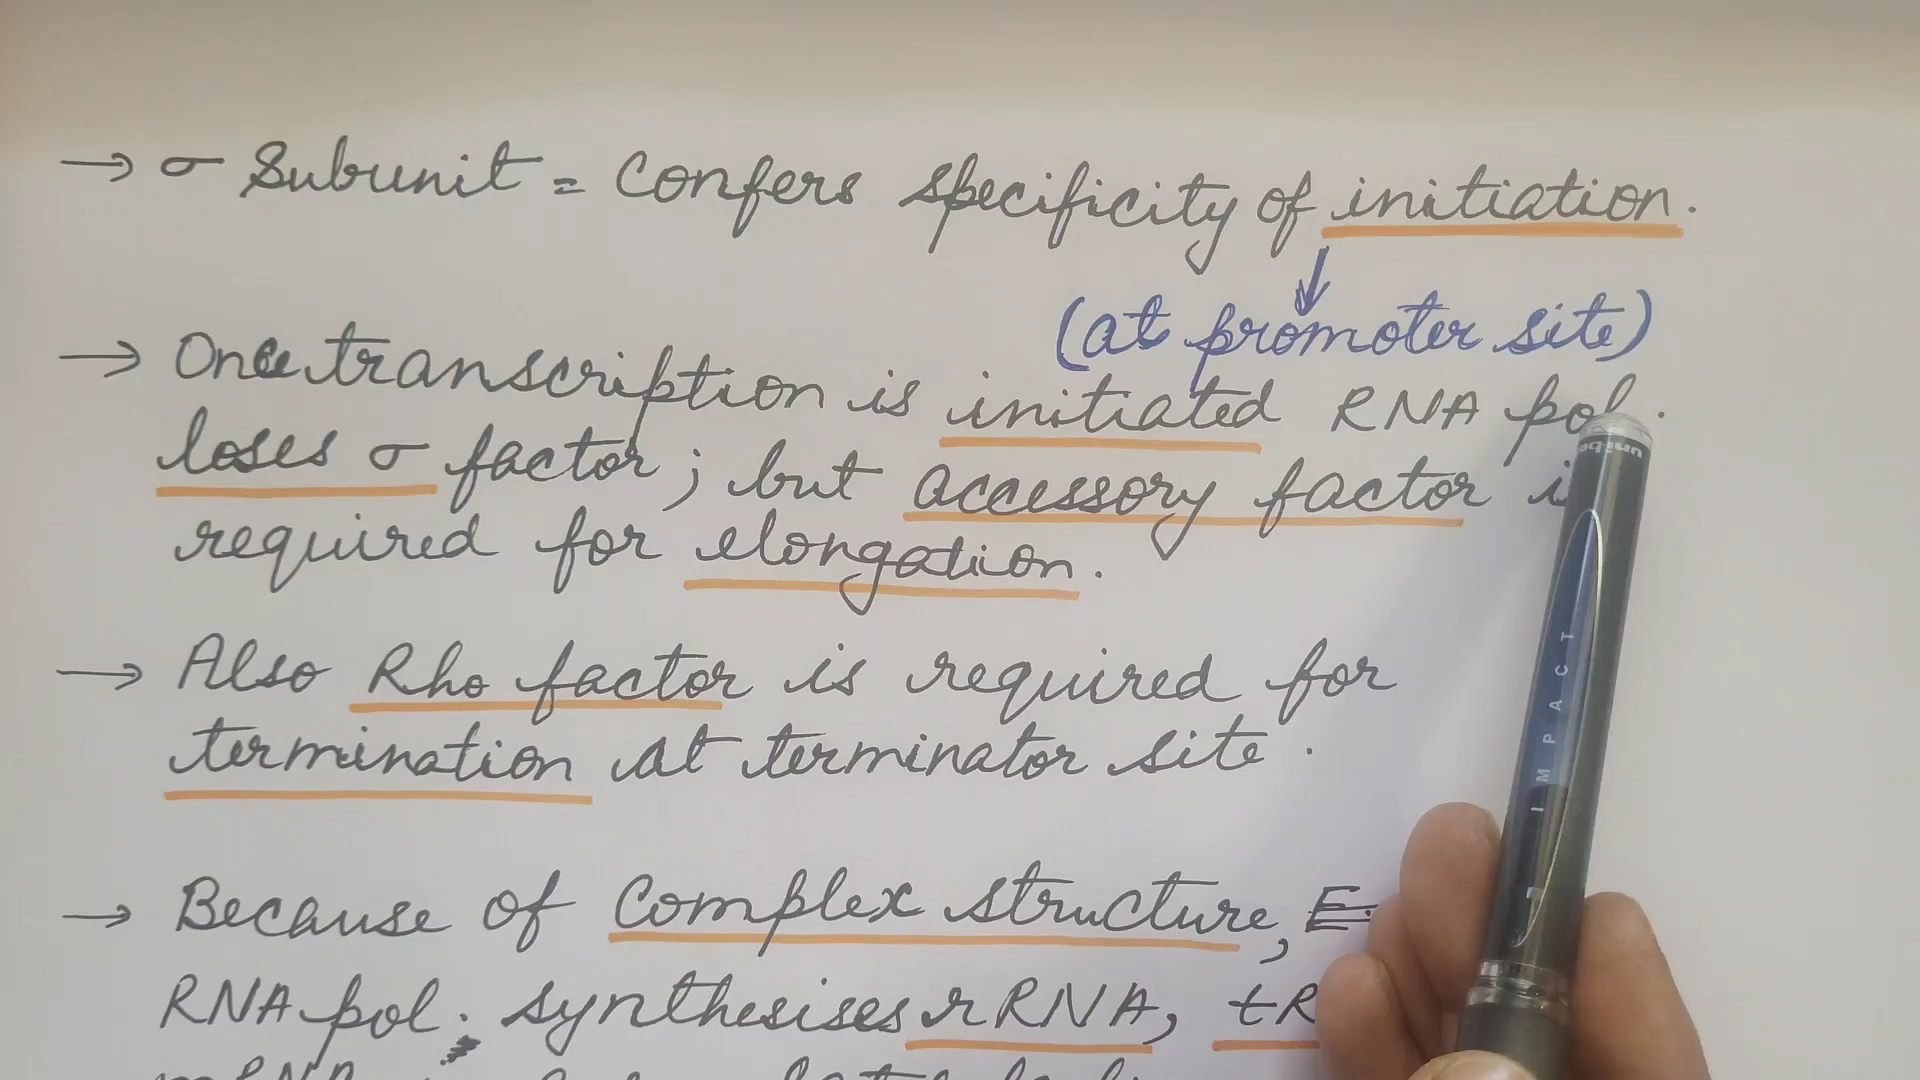 → σ Subunit = Confers specificity of initiation.
(at promoter site)
→ Once transcription is initiated RNA pol.
loses σ factor ; but accessory factor
required for elongation.
→ Also Rho factor is required for
termination at terminator site.
→ Because of Complex structure,
RNA pol. synthesises rRNA,
IMPACT